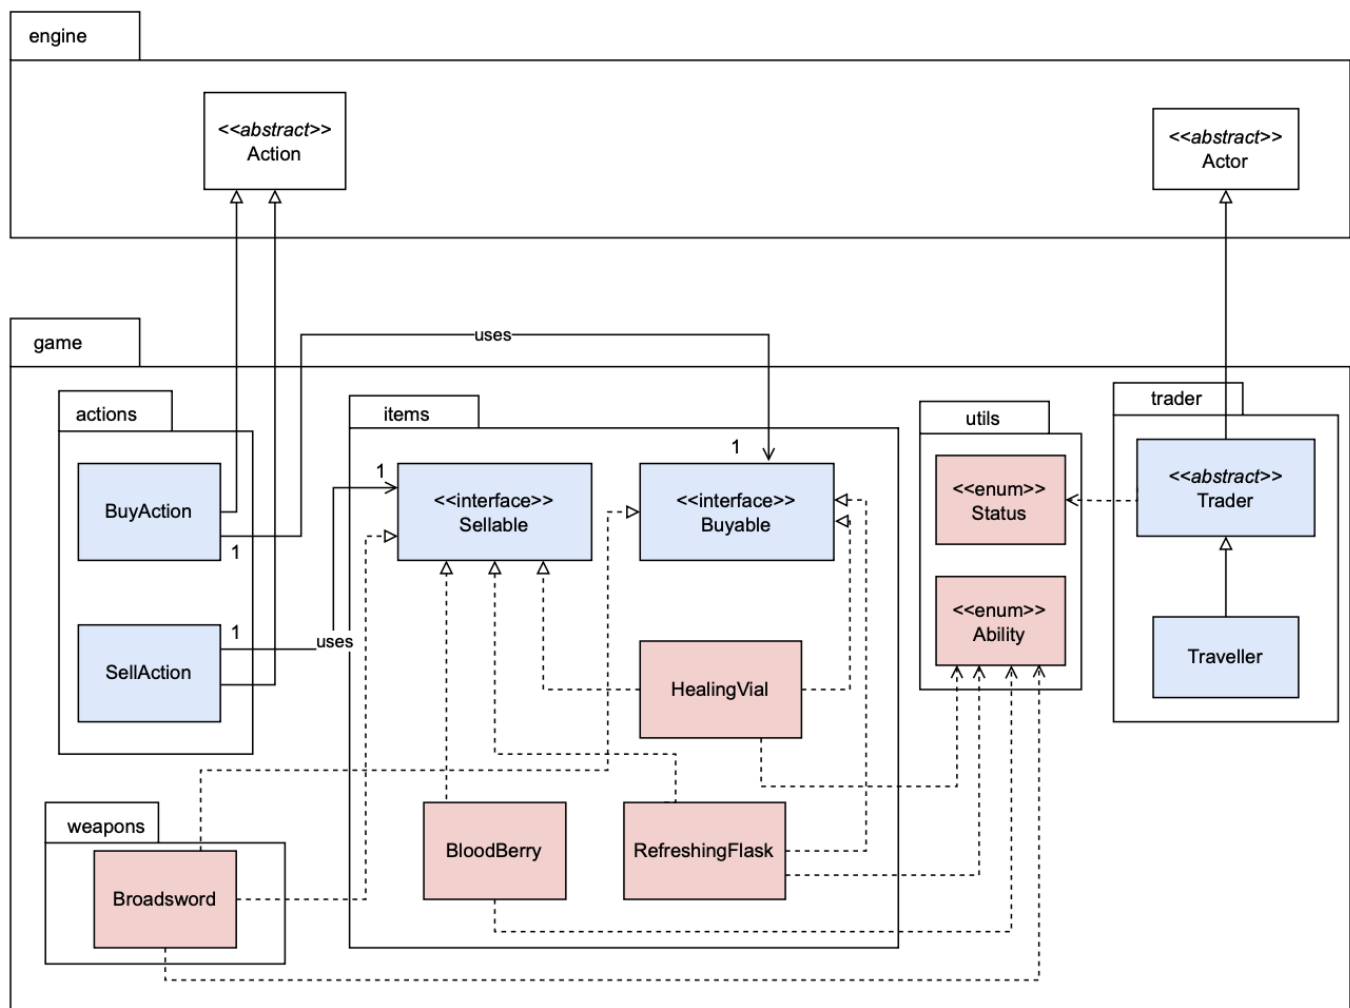 engine
<<abstract>>
Action
<<abstract>>
Actor
game
uses
actions
items
utils
trader
BuyAction
1
SellAction
1
uses
1
<<interface>>
Sellable
1
<<interface>>
Buyable
<<enum>>
Status
<<enum>>
Ability
<<abstract>>
Trader
Traveller
HealingVial
weapons
Broadsword
BloodBerry
RefreshingFlask